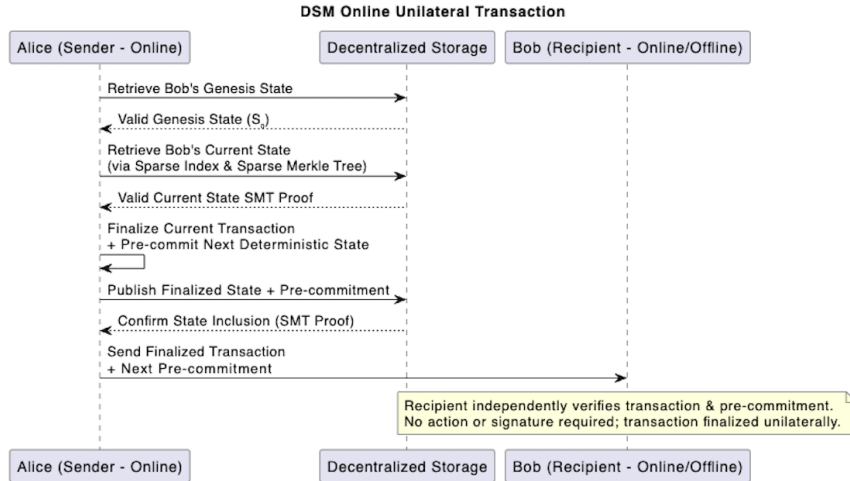 DSM Online Unilateral Transaction
Alice (Sender - Online)
Decentralized Storage
Bob (Recipient - Online/Offline)
Retrieve Bob's Genesis State
Valid Genesis State (S₀)
Retrieve Bob's Current State
(via Sparse Index & Sparse Merkle Tree)
Valid Current State SMT Proof
Finalize Current Transaction
+ Pre-commit Next Deterministic State
Publish Finalized State + Pre-commitment
Confirm State Inclusion (SMT Proof)
Send Finalized Transaction
+ Next Pre-commitment
Recipient independently verifies transaction & pre-commitment.
No action or signature required; transaction finalized unilaterally.
Alice (Sender - Online)
Decentralized Storage
Bob (Recipient - Online/Offline)